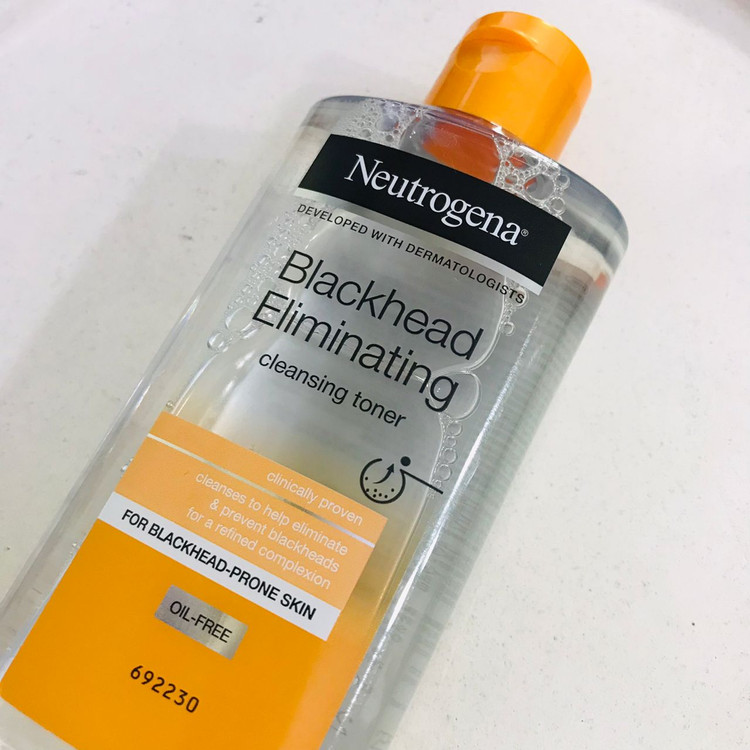 Neutrogena®
DEVELOPED WITH DERMATOLOGISTS
Blackhead
Eliminating
cleansing toner
clinically proven
cleanses to help eliminate
& prevent blackheads
for a refined complexion
FOR BLACKHEAD-PRONE SKIN
OIL-FREE
692230